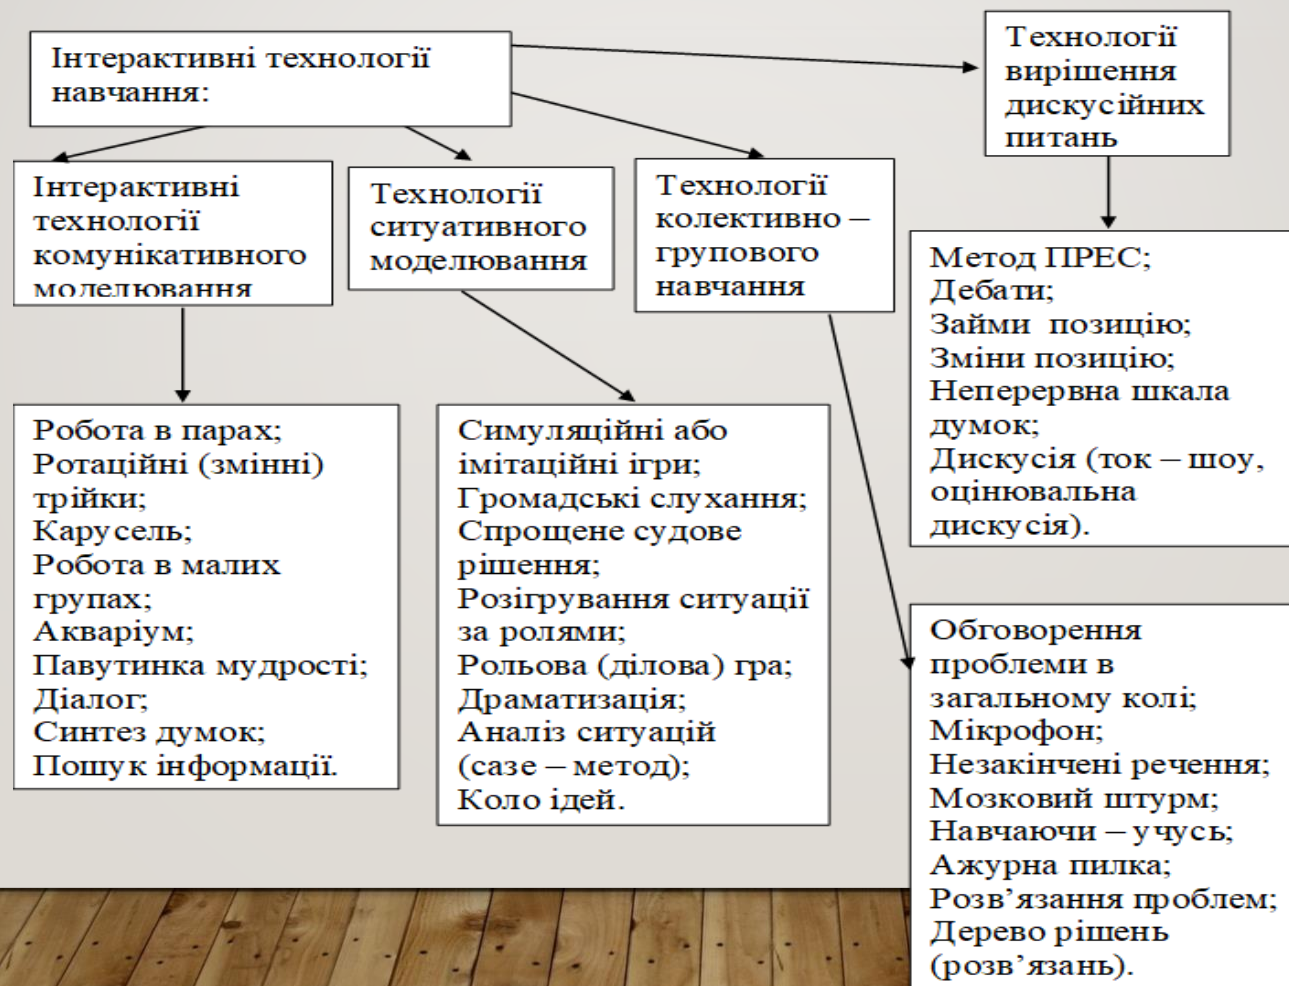 Інтерактивні технології
навчання:
Технології
вирішення
дискусійних
питань
Інтерактивні
технології
комунікативного
моделювання
Технології
ситуативного
моделювання
Технології
колективно –
групового
навчання
Метод ПРЕС;
Дебати;
Займи позицію;
Зміни позицію;
Неперервна шкала
думок;
Дискусія (ток – шоу,
оцінювальна
дискусія).
Робота в парах;
Ротаційні (змінні)
трійки;
Карусель;
Робота в малих
групах;
Акваріум;
Павутинка мудрості;
Діалог;
Синтез думок;
Пошук інформації.
Симуляційні або
імітаційні ігри;
Громадські слухання;
Спрощене судове
рішення;
Розігрування ситуації
за ролями;
Рольова (ділова) гра;
Драматизація;
Аналіз ситуацій
(сазе – метод);
Коло ідей.
Обговорення
проблеми в
загальному колі;
Мікрофон;
Незакінчені речення;
Мозковий штурм;
Навчаючи – учусь;
Ажурна пилка;
Розв’язання проблем;
Дерево рішень
(розв’язань).